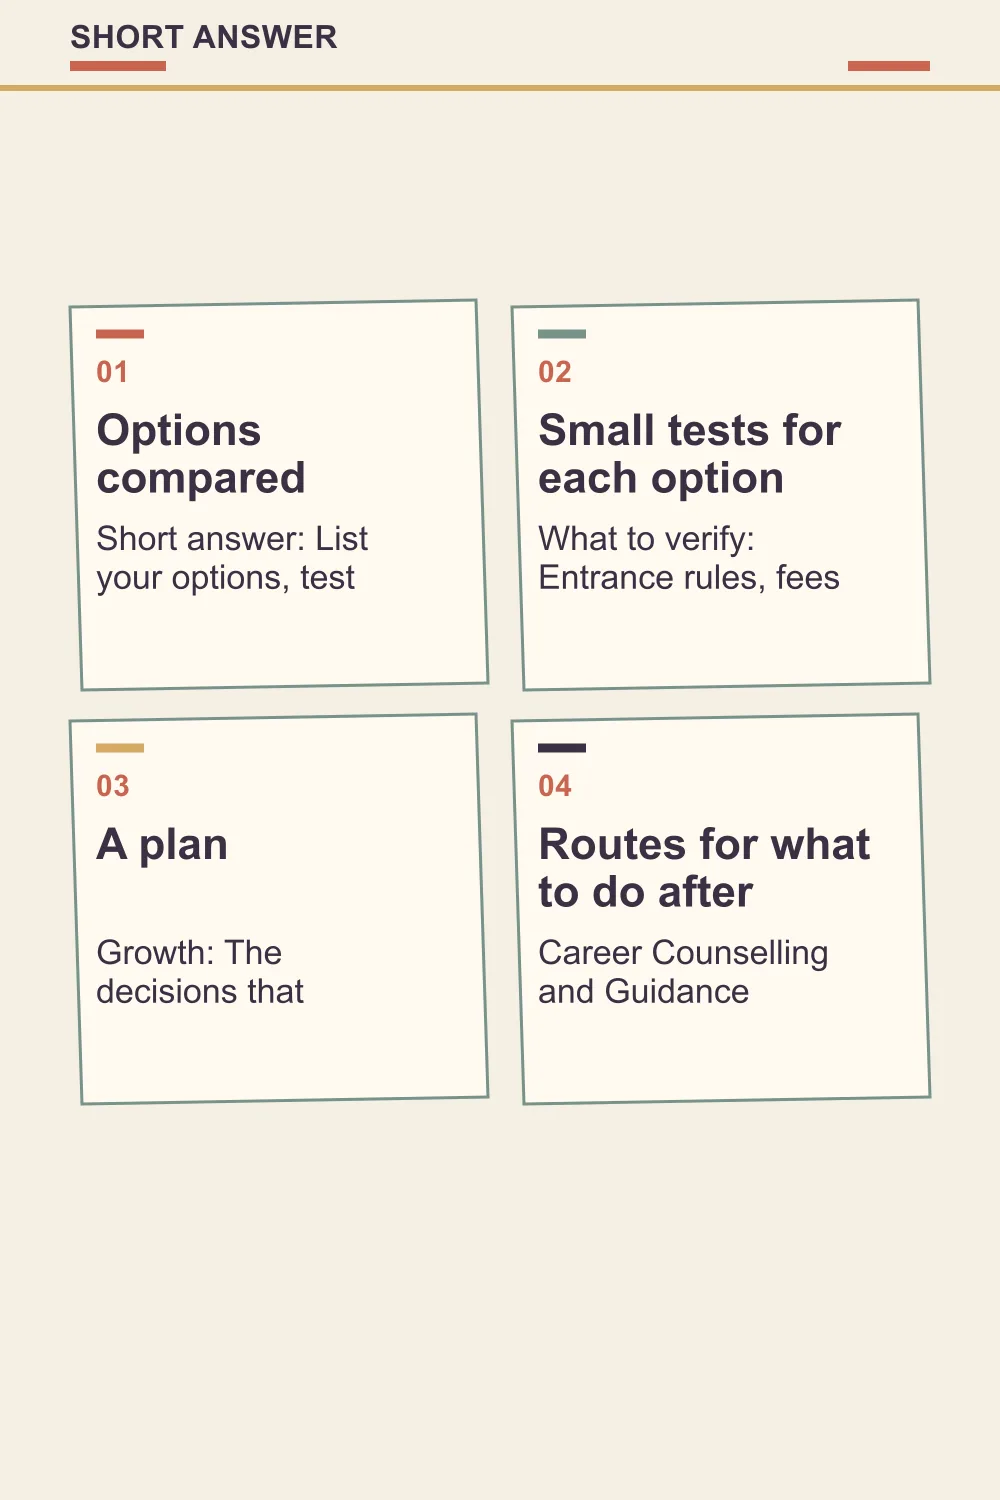 SHORT ANSWER
01
Options
compared
Short answer: List
your options, test
02
Small tests for
each option
What to verify:
Entrance rules, fees
03
A plan
Growth: The
decisions that
04
Routes for what
to do after
Career Counselling
and Guidance